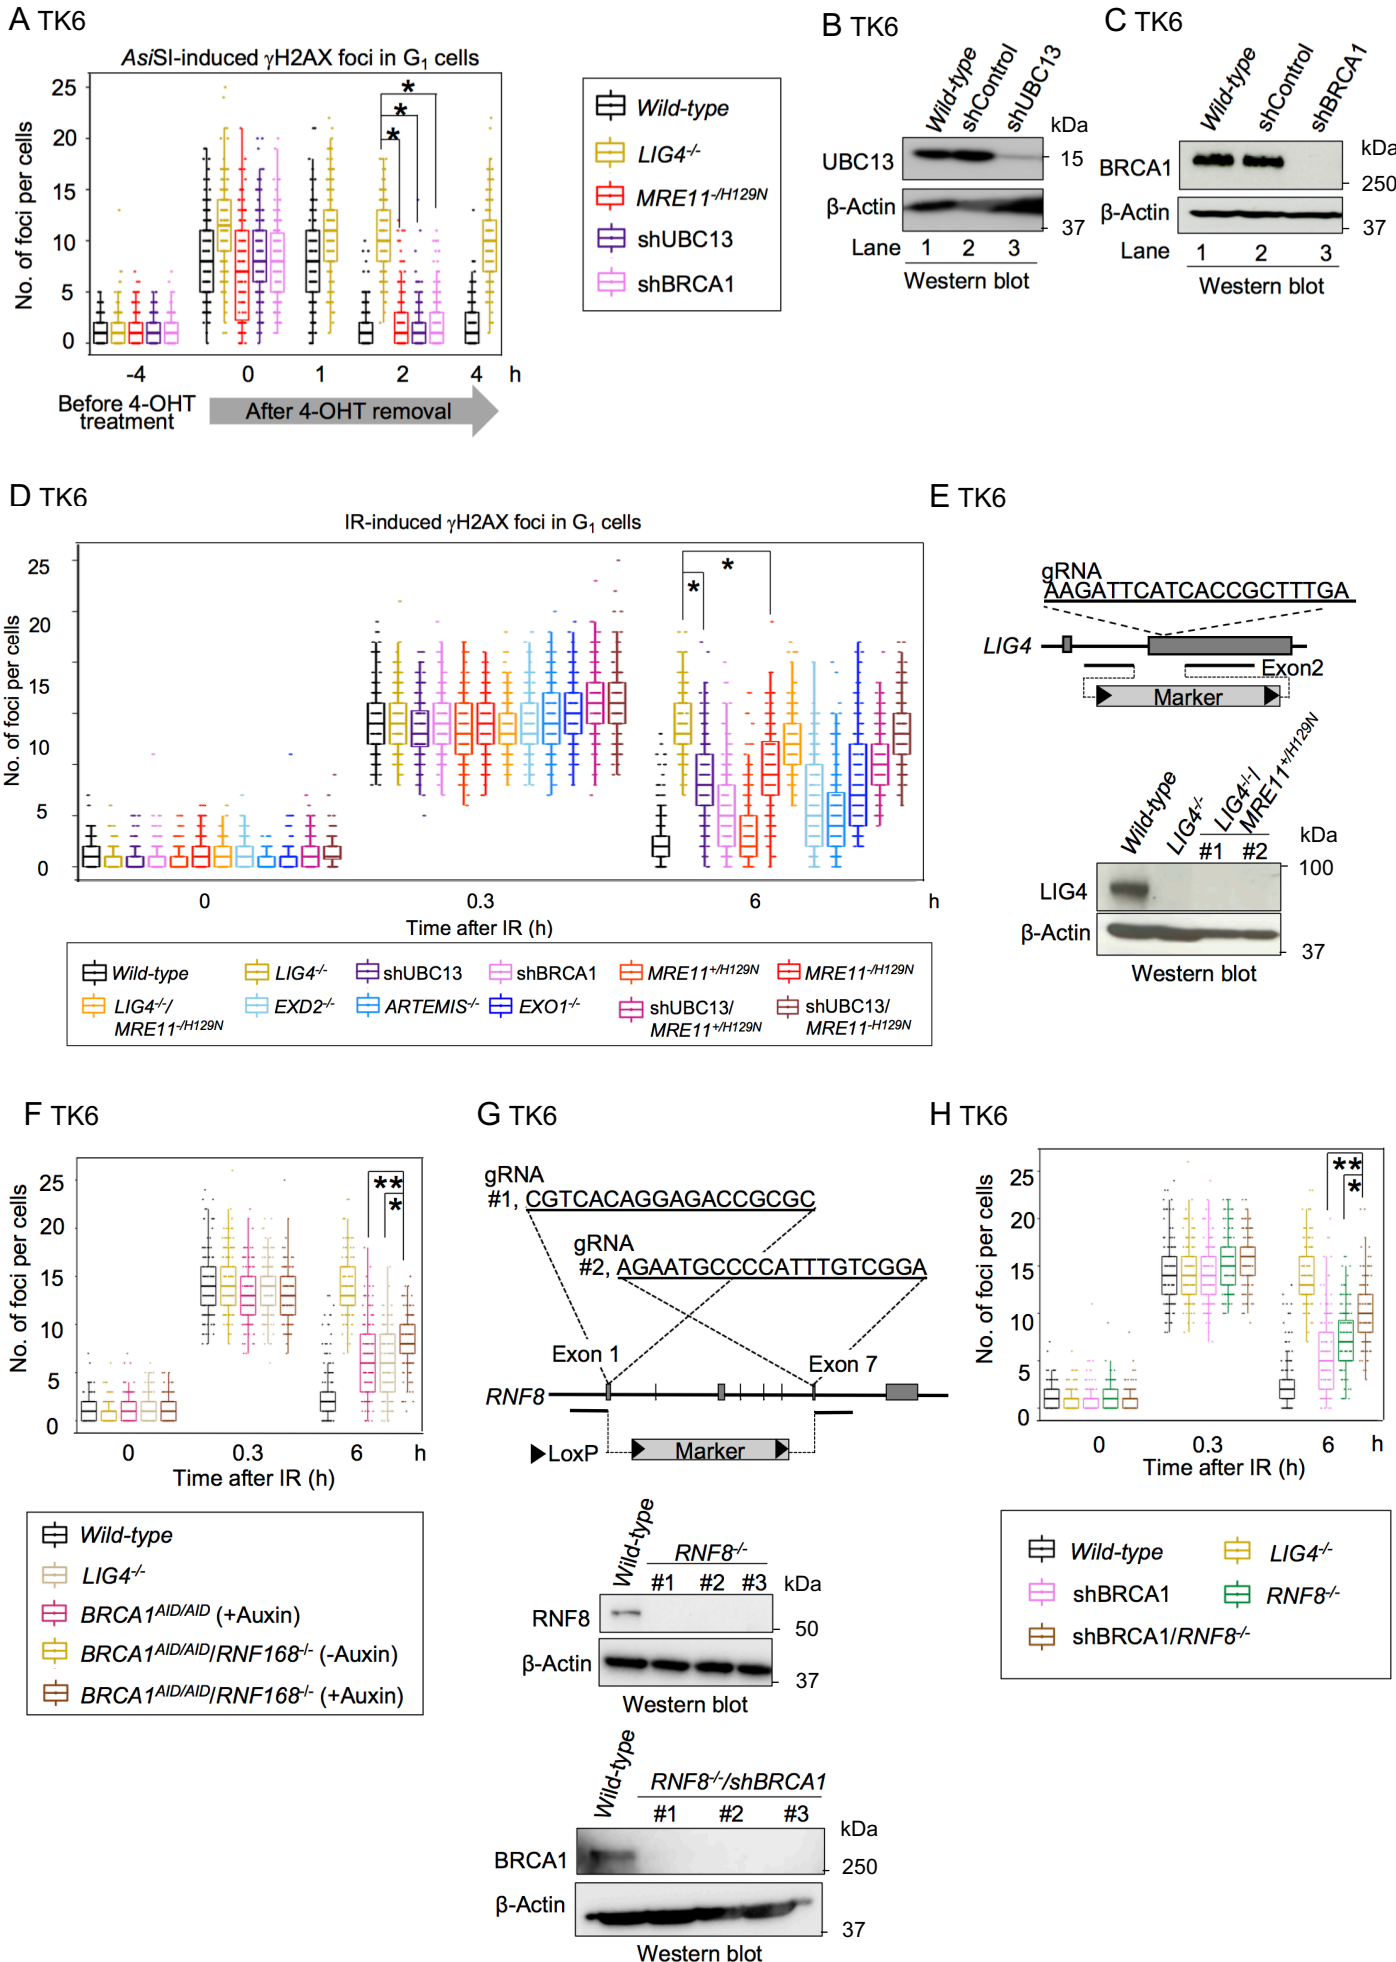 A TK6
AsiSI-induced γH2AX foci in G1 cells
No. of foci per cells
25
20
15
10
5
0
-4
0
1
2
4
h
*
*
*
Before 4-OHT
treatment
After 4-OHT removal
Wild-type
LIG4-/-
MRE11-/H129N
shUBC13
shBRCA1
B TK6
Wild-type
shControl
shUBC13
kDa
UBC13
15
β-Actin
37
Lane 1 2 3
Western blot
C TK6
Wild-type
shControl
shBRCA1
kDa
BRCA1
250
β-Actin
37
Lane 1 2 3
Western blot
D TK6
IR-induced γH2AX foci in G1 cells
No. of foci per cells
25
20
15
10
5
0
*
*
0
0.3
6
h
Time after IR (h)
Wild-type
LIG4-/-
shUBC13
shBRCA1
MRE11+/H129N
MRE11-/H129N
LIG4-/-/
MRE11-/H129N
EXD2-/-
ARTEMIS-/-
EXO1-/-
shUBC13/
MRE11+/H129N
shUBC13/
MRE11-H129N
E TK6
gRNA
AAGATTCATCACCGCTTTGA
LIG4
Exon2
Marker
Wild-type
LIG4-/-
LIG4-/-/
MRE11+/H129N
#1 #2
kDa
100
LIG4
β-Actin
37
Western blot
F TK6
No. of foci per cells
25
20
15
10
5
0
**
*
0
0.3
6
h
Time after IR (h)
Wild-type
LIG4-/-
BRCA1AID/AID (+Auxin)
BRCA1AID/AID/RNF168-/- (-Auxin)
BRCA1AID/AID/RNF168-/- (+Auxin)
G TK6
gRNA
#1, CGTCACAGGAGACCGCGC
gRNA
#2, AGAATGCCCCATTTGTCGGA
Exon 1
Exon 7
RNF8
LoxP
Marker
Wild-type
RNF8-/-
#1 #2 #3
kDa
RNF8
50
β-Actin
37
Western blot
Wild-type
RNF8-/-/shBRCA1
#1 #2 #3
kDa
BRCA1
250
β-Actin
37
Western blot
H TK6
No. of foci per cells
25
20
15
10
5
0
**
*
0
0.3
6
h
Time after IR (h)
Wild-type
LIG4-/-
shBRCA1
RNF8-/-
shBRCA1/RNF8-/-